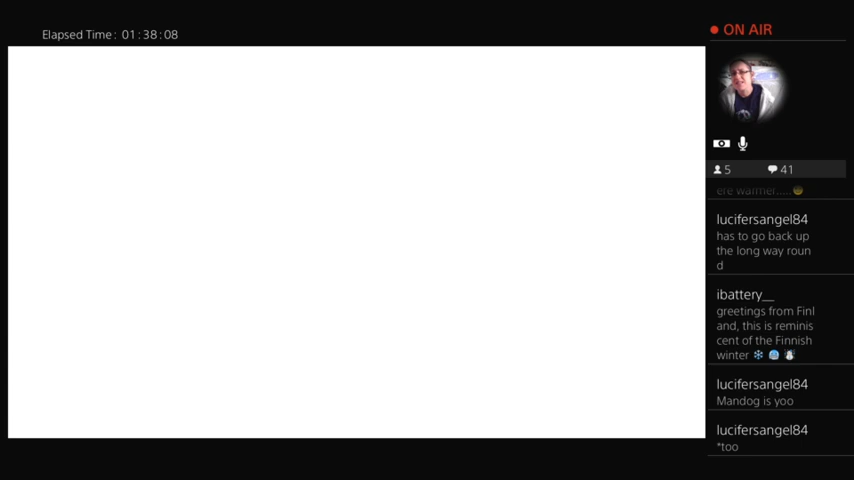 Elapsed Time: 01:38:08
ON AIR
5
41
ere warmer.....
lucifersangel84
has to go back up
the long way roun
d
ibattery__
greetings from Finl
and, this is reminis
cent of the Finnish
winter
lucifersangel84
Mandog is yoo
lucifersangel84
*too